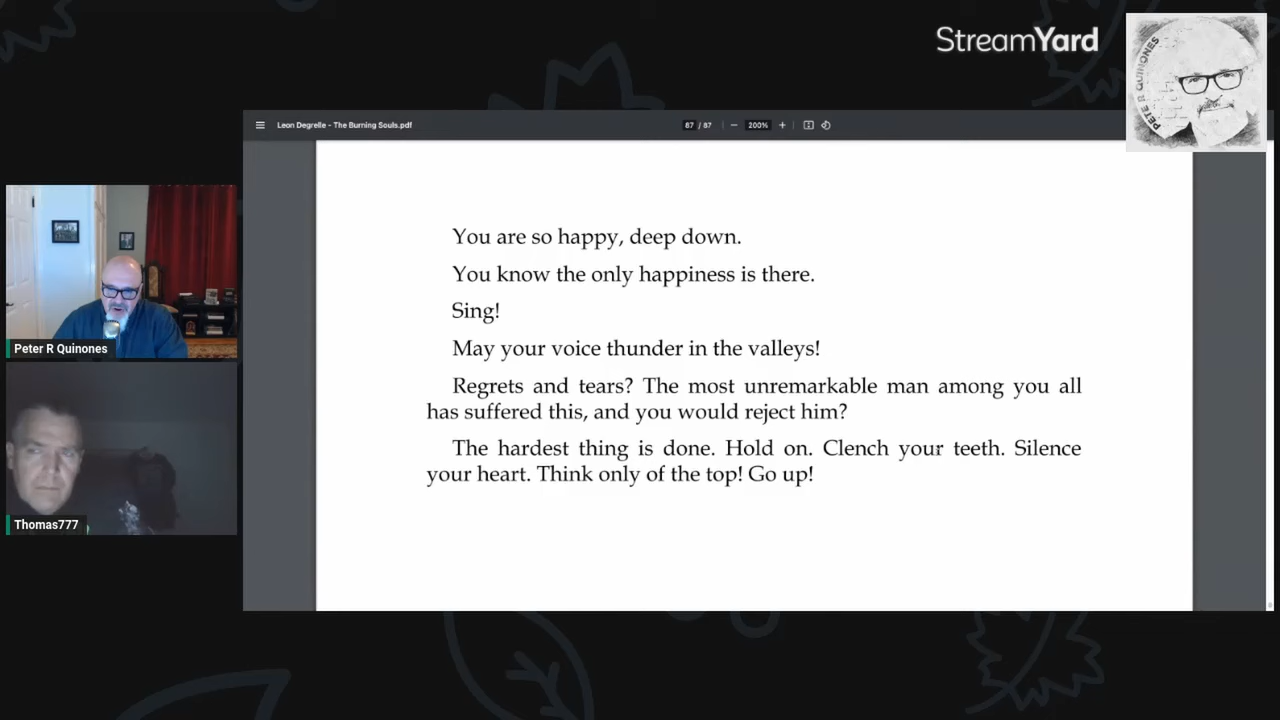 StreamYard
PETER R QUINONES
Leon Degrelle - The Burning Souls.pdf
87 / 87
200%
You are so happy, deep down.
You know the only happiness is there.
Sing!
May your voice thunder in the valleys!
Regrets and tears? The most unremarkable man among you all
has suffered this, and you would reject him?
The hardest thing is done. Hold on. Clench your teeth. Silence
your heart. Think only of the top! Go up!
Peter R Quinones
Thomas777